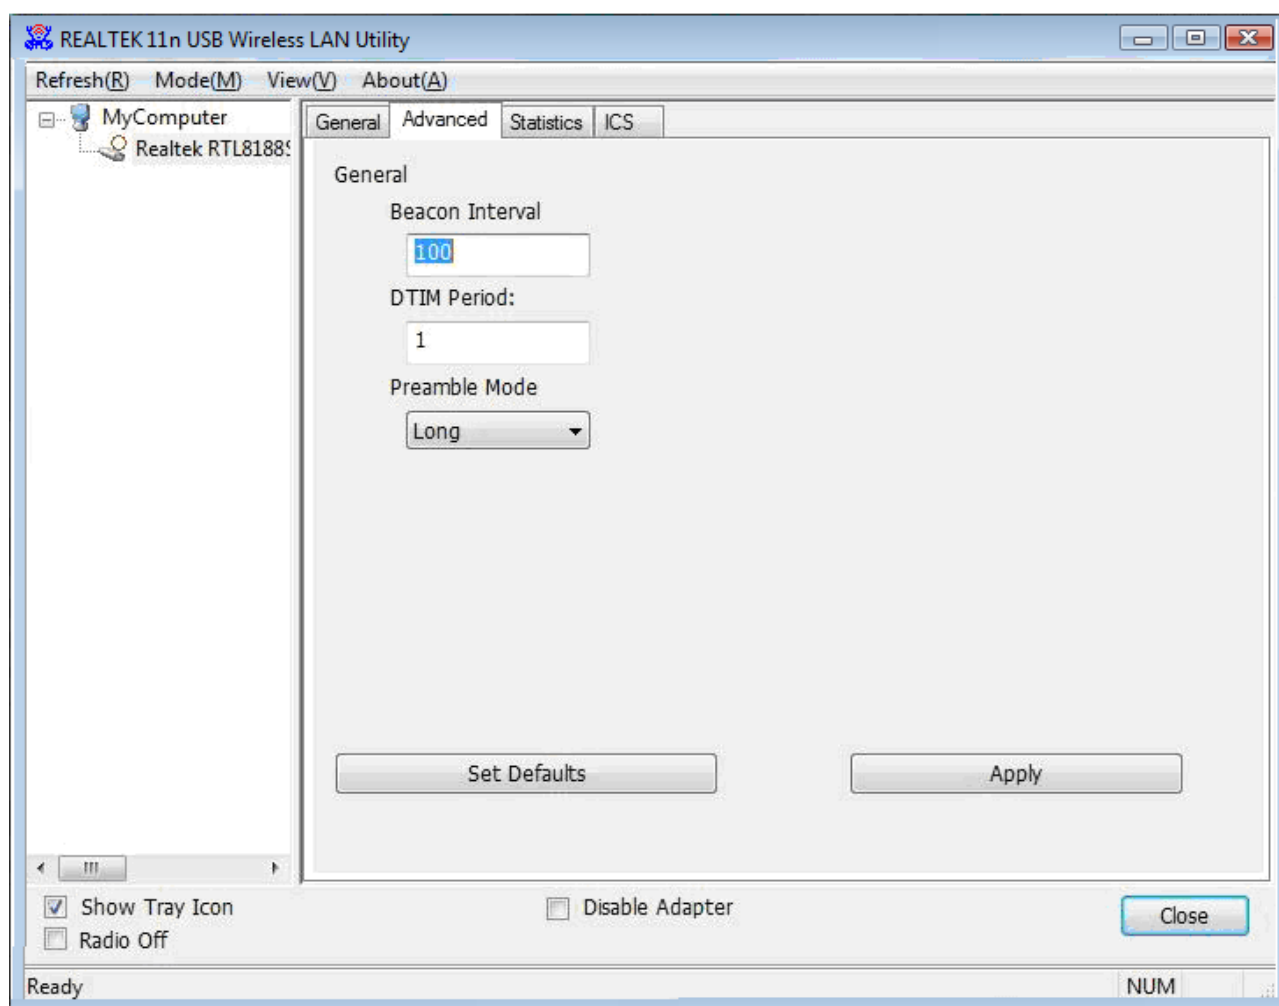 REALTEK 11n USB Wireless LAN Utility
Refresh(R) Mode(M) View(V) About(A)
MyComputer
Realtek RTL8188S
General Advanced Statistics ICS
General
Beacon Interval
100
DTIM Period:
1
Preamble Mode
Long
Set Defaults Apply
Show Tray Icon Disable Adapter
Radio Off
Close
Ready NUM